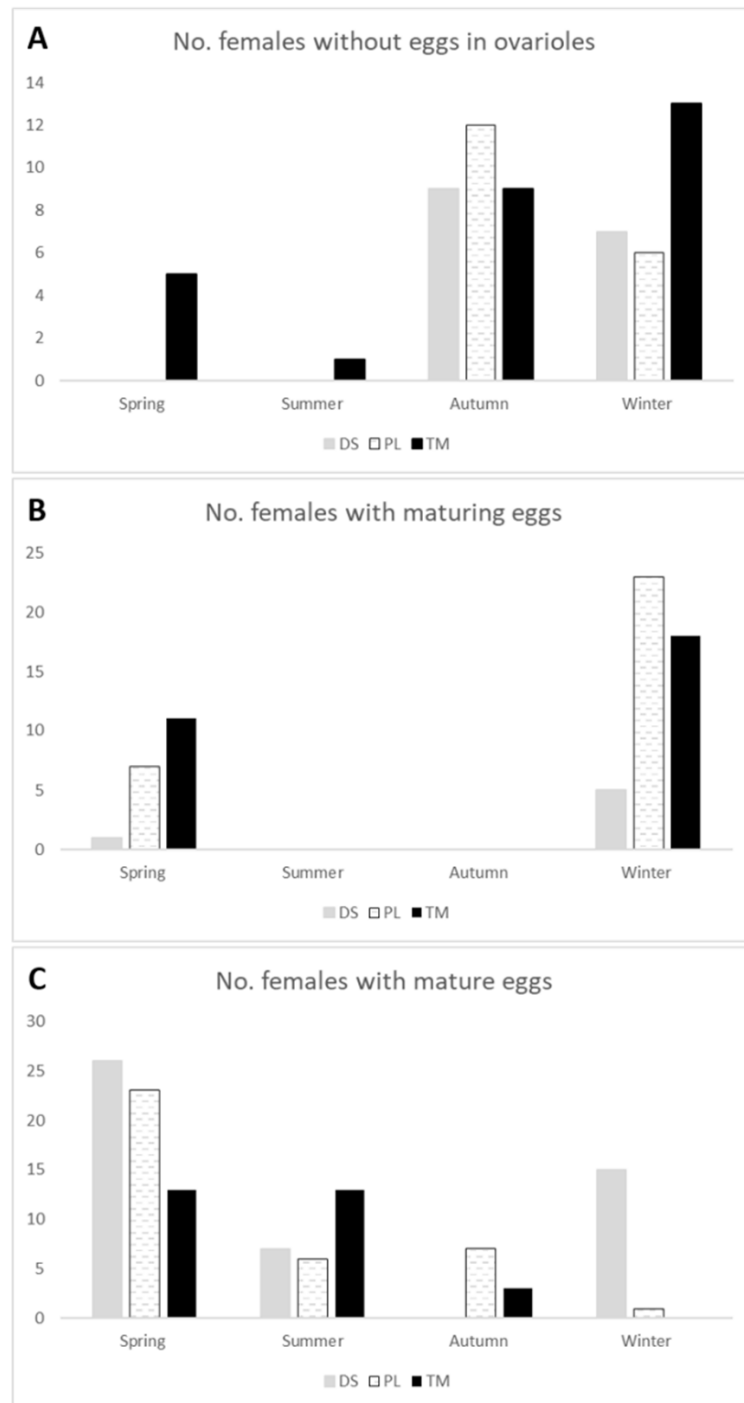 A
No. females without eggs in ovarioles
14
12
10
8
6
4
2
0
Spring Summer Autumn Winter
DS PL TM
B
No. females with maturing eggs
25
20
15
10
5
0
Spring Summer Autumn Winter
DS PL TM
C
No. females with mature eggs
30
25
20
15
10
5
0
Spring Summer Autumn Winter
DS PL TM